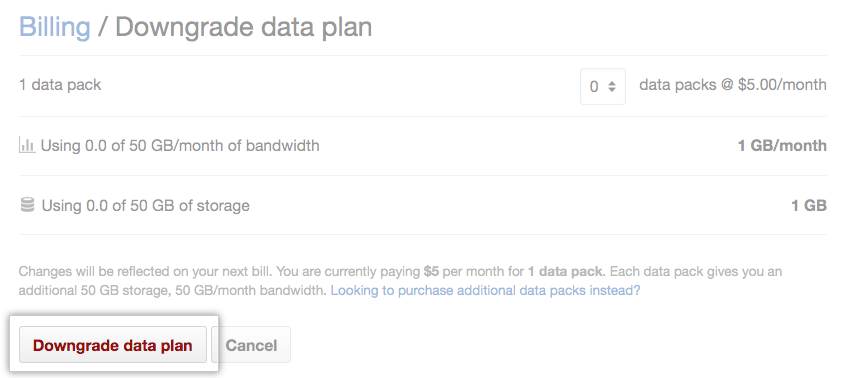 Billing / Downgrade data plan
1 data pack 0 data packs @ $5.00/month
Using 0.0 of 50 GB/month of bandwidth 1 GB/month
Using 0.0 of 50 GB of storage 1 GB
Changes will be reflected on your next bill. You are currently paying $5 per month for 1 data pack. Each data pack gives you an
additional 50 GB storage, 50 GB/month bandwidth. Looking to purchase additional data packs instead?
Downgrade data plan Cancel